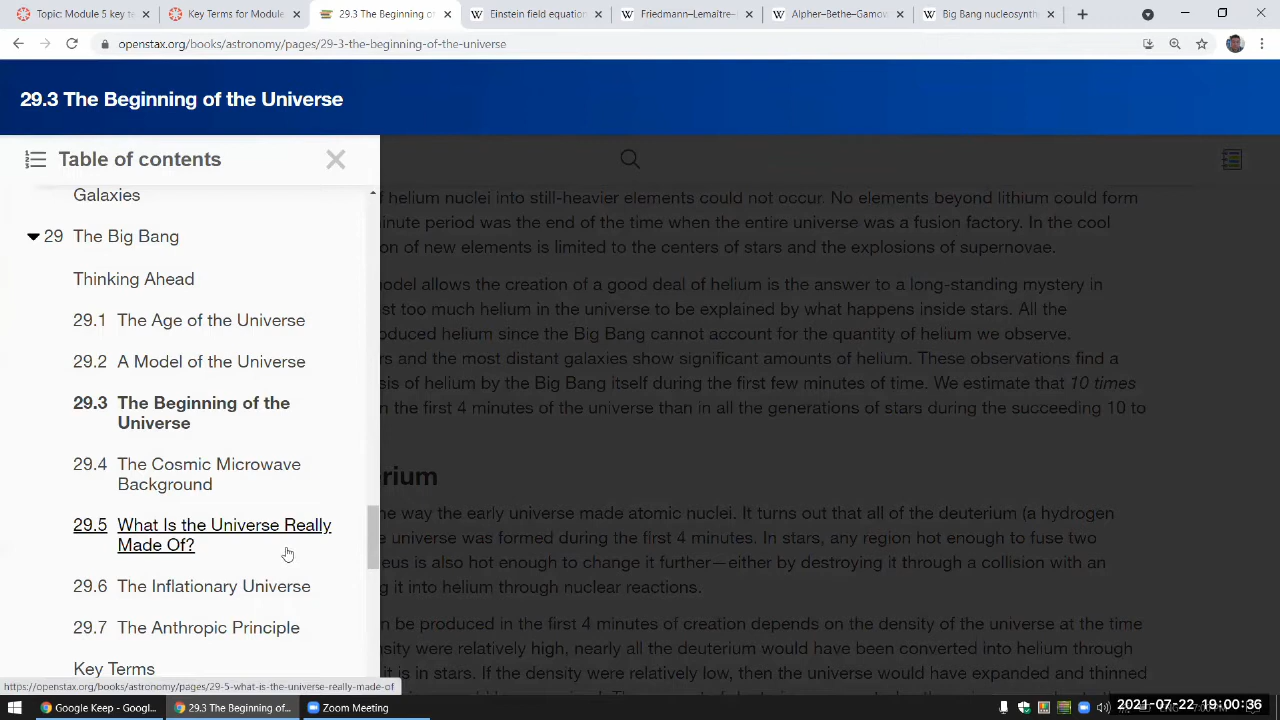 Topic: Module 5 key t
Key Terms for Module
29.3 The Beginning of t
Einstein field equation
Friedmann–Lemaître–
Alpher–Bethe–Gamov
Big Bang nucleosynth
openstax.org/books/astronomy/pages/29-3-the-beginning-of-the-universe
29.3 The Beginning of the Universe
Table of contents
Galaxies
29 The Big Bang
Thinking Ahead
29.1 The Age of the Universe
29.2 A Model of the Universe
29.3 The Beginning of the
Universe
29.4 The Cosmic Microwave
Background
29.5 What Is the Universe Really
Made Of?
29.6 The Inflationary Universe
29.7 The Anthropic Principle
Key Terms
of helium nuclei into still-heavier elements could not occur. No elements beyond lithium could form
inute period was the end of the time when the entire universe was a fusion factory. In the cool
on of new elements is limited to the centers of stars and the explosions of supernovae.
odel allows the creation of a good deal of helium is the answer to a long-standing mystery in
st too much helium in the universe to be explained by what happens inside stars. All the
oduced helium since the Big Bang cannot account for the quantity of helium we observe.
rs and the most distant galaxies show significant amounts of helium. These observations find a
sis of helium by the Big Bang itself during the first few minutes of time. We estimate that 10 times
n the first 4 minutes of the universe than in all the generations of stars during the succeeding 10 to
rium
he way the early universe made atomic nuclei. It turns out that all of the deuterium (a hydrogen
e universe was formed during the first 4 minutes. In stars, any region hot enough to fuse two
eus is also hot enough to change it further—either by destroying it through a collision with an
g it into helium through nuclear reactions.
n be produced in the first 4 minutes of creation depends on the density of the universe at the time
sity were relatively high, nearly all the deuterium would have been converted into helium through
it is in stars. If the density were relatively low, then the universe would have expanded and thinned
https://openstax.org/books/astronomy/pages/29-5-what-is-the-universe-really-made-of
Google Keep - Googl...
29.3 The Beginning of...
Zoom Meeting
2021-07-22 19:00:36